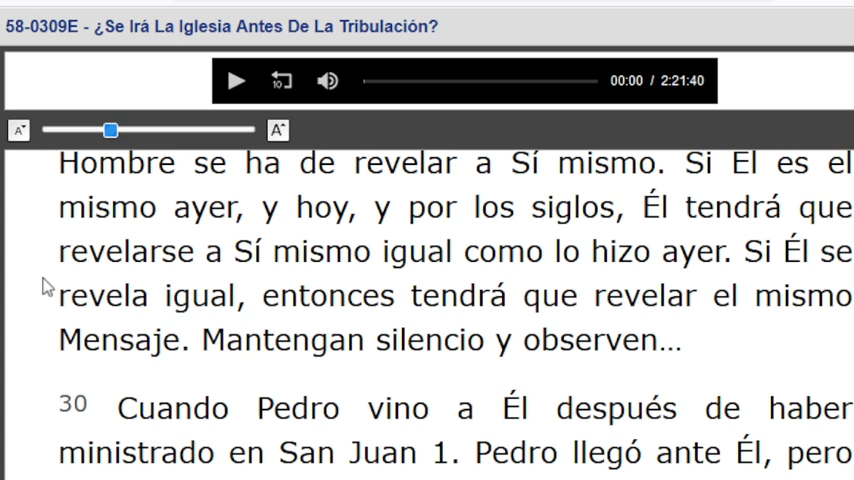 58-0309E - ¿Se Irá La Iglesia Antes De La Tribulación?
10
00:00 / 2:21:40
A A
Hombre se ha de revelar a Sí mismo. Si Él es el
mismo ayer, y hoy, y por los siglos, Él tendrá que
revelarse a Sí mismo igual como lo hizo ayer. Si Él se
revela igual, entonces tendrá que revelar el mismo
Mensaje. Mantengan silencio y observen...
30 Cuando Pedro vino a Él después de haber
ministrado en San Juan 1. Pedro llegó ante Él, pero